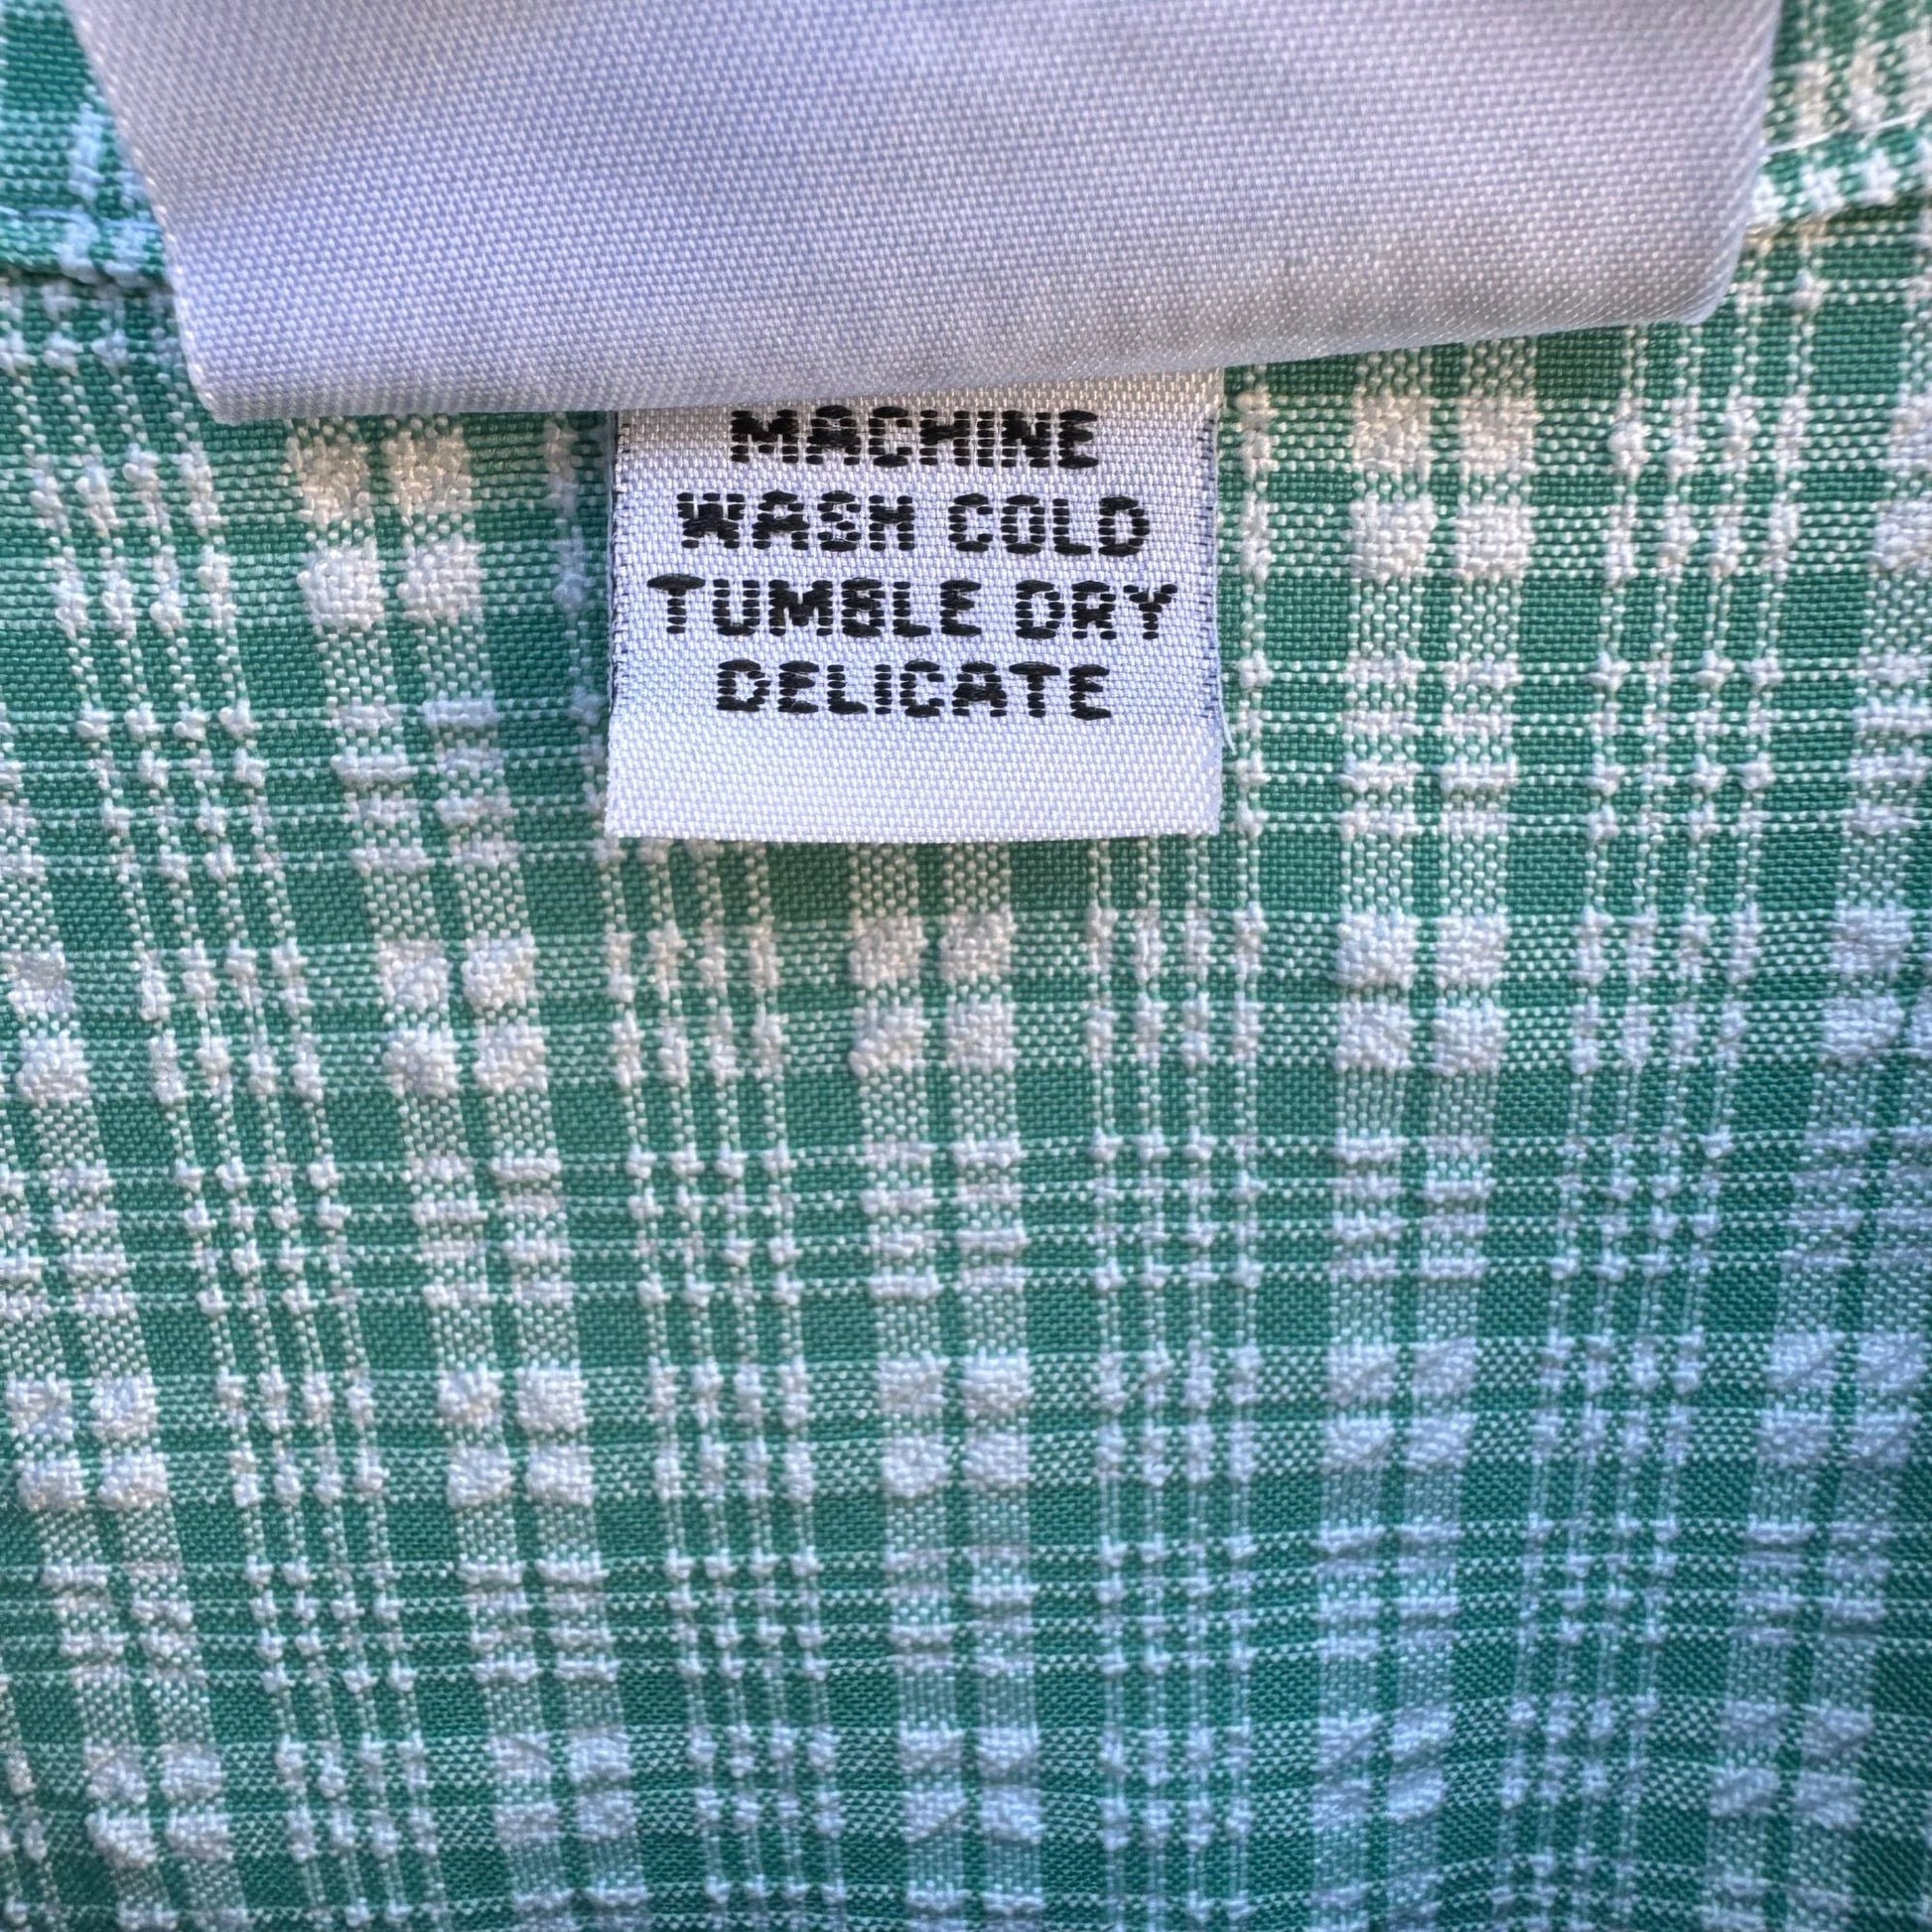 MACHINE
WASH COLD
TUMBLE DRY
DELICATE